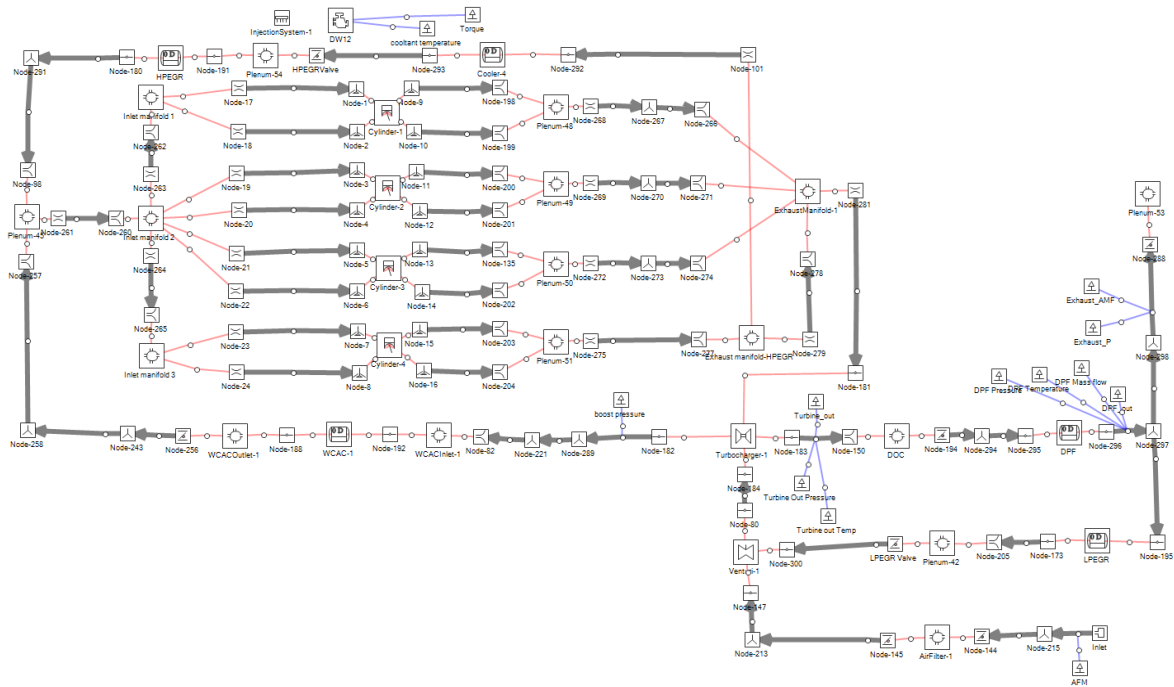 InjectionSystem-1
DW12
cooltant temperature
Torque
Node-291
Node-180
HPEGR
Node-191
Plenum-54
HPEGRValve
Node-293
Cooler-4
Node-292
Node-101
Inlet manifold 1
Node-17
Node-1
Node-9
Node-198
Cylinder-1
Plenum-48
Node-268
Node-267
Node-266
Node-262
Node-18
Node-2
Node-10
Node-199
Node-98
Node-263
Node-19
Node-3
Node-11
Node-200
Cylinder-2
Plenum-49
Node-269
Node-270
Node-271
ExhaustManifold-1
Node-281
Plenum-53
Plenum-45
Node-261
Node-260
Inlet manifold 2
Node-20
Node-4
Node-12
Node-201
Node-257
Node-264
Node-21
Node-5
Node-13
Node-135
Cylinder-3
Plenum-50
Node-272
Node-273
Node-274
Node-278
Node-288
Node-22
Node-6
Node-14
Node-202
Exhaust_AMF
Node-265
Node-23
Node-7
Node-15
Node-203
Exhaust_P
Inlet manifold 3
Cylinder-4
Plenum-51
Node-275
Node-277
Exhaust manifold-HPEGR
Node-279
Node-298
Node-24
Node-8
Node-16
Node-204
Node-181
DPF Mass flow
DPF Temperature
DPF Pressure
DPF_out
boost pressure
Turbine_out
Node-258
Node-243
Node-256
WCACOutlet-1
Node-188
WCAC-1
Node-192
WCACInlet-1
Node-82
Node-221
Node-289
Node-182
Turbocharger-1
Node-183
Node-150
DOC
Node-194
Node-294
Node-295
DPF
Node-296
Node-297
Node-184
Turbine Out Pressure
Node-80
Turbine out Temp
Venturi-1
Node-300
LPEGR Valve
Plenum-42
Node-205
Node-173
LPEGR
Node-195
Node-147
Node-213
Node-145
AirFilter-1
Node-144
Node-215
Inlet
AFM